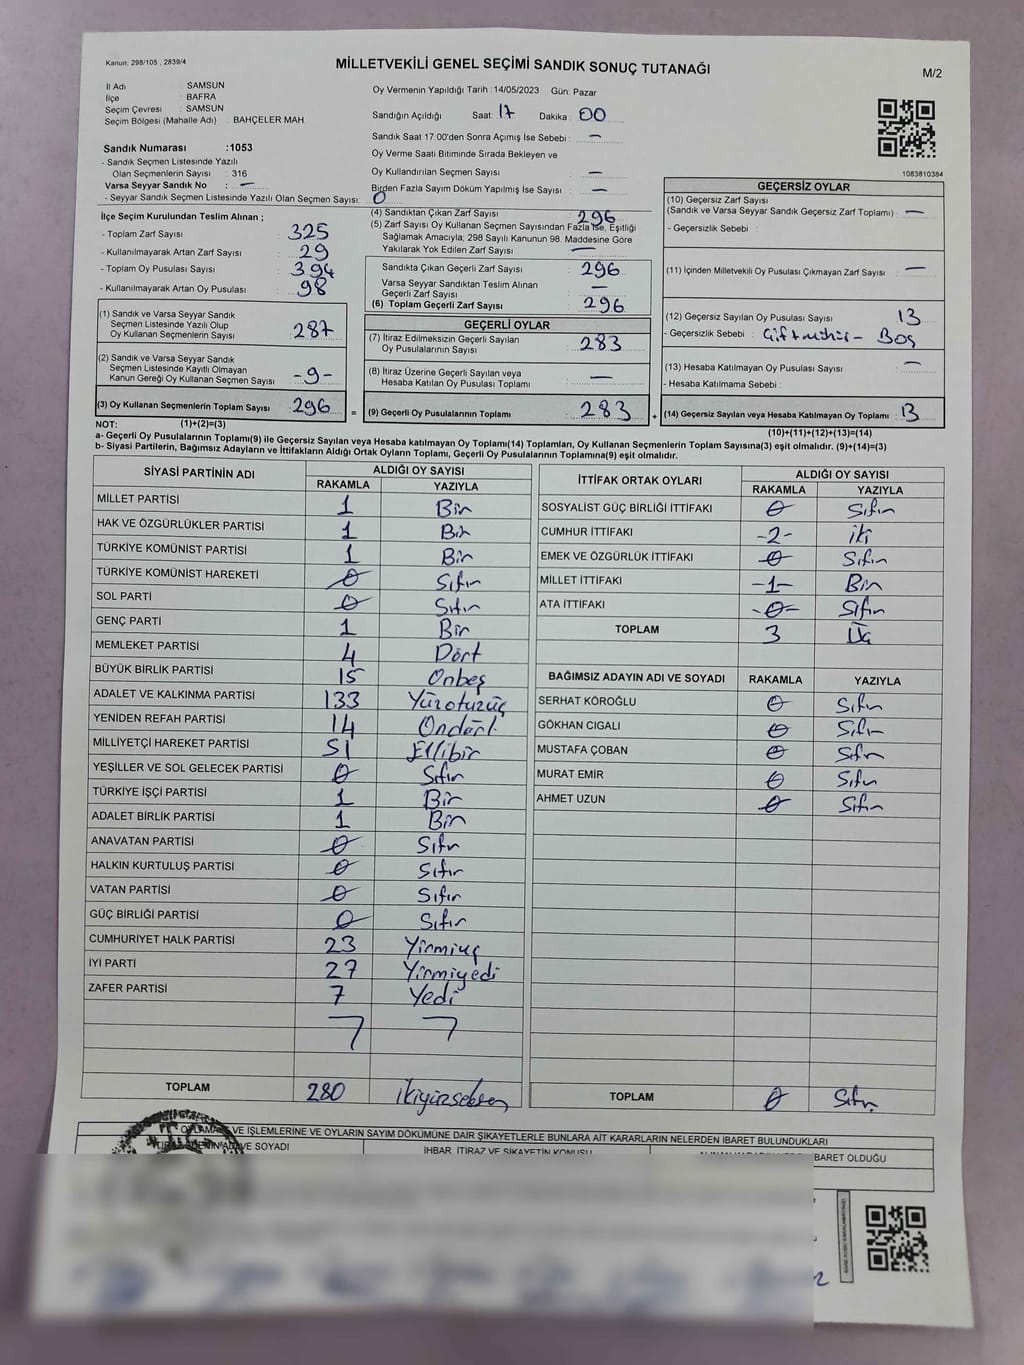 Kanun: 298/105 , 2839/4
MİLLETVEKİLİ GENEL SEÇİMİ SANDIK SONUÇ TUTANAĞI
M/2
İl Adı : SAMSUN
İlçe : BAFRA
Seçim Çevresi : SAMSUN
Seçim Bölgesi (Mahalle Adı) : BAHÇELER MAH.
Sandık Numarası :1053
- Sandık Seçmen Listesinde Yazılı
Olan Seçmenlerin Sayısı : 316
Varsa Seyyar Sandık No : —
- Seyyar Sandık Seçmen Listesinde Yazılı Olan Seçmen Sayısı: 0
Oy Vermenin Yapıldığı Tarih :14/05/2023 Gün: Pazar
Sandığın Açıldığı Saat: 17 Dakika : 00
Sandık Saat 17:00'den Sonra Açımış İse Sebebi : —
Oy Verme Saati Bitiminde Sırada Bekleyen ve
Oy Kullandırılan Seçmen Sayısı : —
Birden Fazla Sayım Döküm Yapılmış İse Sayısı : —
1083810384
İlçe Seçim Kurulundan Teslim Alınan ;
- Toplam Zarf Sayısı : 325
- Kullanılmayarak Artan Zarf Sayısı : 29
- Toplam Oy Pusulası Sayısı : 394
- Kullanılmayarak Artan Oy Pusulası : 98
(1) Sandık ve Varsa Seyyar Sandık
Seçmen Listesinde Yazılı Olup
Oy Kullanan Seçmenlerin Sayısı : 287
(2) Sandık ve Varsa Seyyar Sandık
Seçmen Listesinde Kayıtlı Olmayan
Kanun Gereği Oy Kullanan Seçmen Sayısı : -9-
(3) Oy Kullanan Seçmenlerin Toplam Sayısı : 296
(4) Sandıktan Çıkan Zarf Sayısı : 296
(5) Zarf Sayısı Oy Kullanan Seçmen Sayısından Fazla İse, Eşitliği
Sağlamak Amacıyla, 298 Sayılı Kanunun 98. Maddesine Göre
Yakılarak Yok Edilen Zarf Sayısı : —
Sandıkta Çıkan Geçerli Zarf Sayısı : 296
Varsa Seyyar Sandıktan Teslim Alınan
Geçerli Zarf Sayısı : —
(6) Toplam Geçerli Zarf Sayısı : 296
GEÇERLİ OYLAR
(7) İtiraz Edilmeksizin Geçerli Sayılan
Oy Pusulalarının Sayısı : 283
(8) İtiraz Üzerine Geçerli Sayılan veya
Hesaba Katılan Oy Pusulası Toplamı : —
= (9) Geçerli Oy Pusulalarının Toplamı : 283
GEÇERSİZ OYLAR
(10) Geçersiz Zarf Sayısı
(Sandık ve Varsa Seyyar Sandık Geçersiz Zarf Toplamı) : —
- Geçersizlik Sebebi :
(11) İçinden Milletvekili Oy Pusulası Çıkmayan Zarf Sayısı : —
(12) Geçersiz Sayılan Oy Pusulası Sayısı : 13
- Geçersizlik Sebebi : Çift mühür - Boş
(13) Hesaba Katılmayan Oy Pusulası Sayısı : —
- Hesaba Katılmama Sebebi :
+ (14) Geçersiz Sayılan veya Hesaba Katılmayan Oy Toplamı : 13
NOT: (1)+(2)=(3)
(10)+(11)+(12)+(13)=(14)
a- Geçerli Oy Pusulalarının Toplamı(9) ile Geçersiz Sayılan veya Hesaba katılmayan Oy Toplamı(14) Toplamları, Oy Kullanan Seçmenlerin Toplam Sayısına(3) eşit olmalıdır. (9)+(14)=(3)
b- Siyasi Partilerin, Bağımsız Adayların ve İttifakların Aldığı Ortak Oyların Toplamı, Geçerli Oy Pusulalarının Toplamına(9) eşit olmalıdır.
SİYASİ PARTİNİN ADI ALDIĞI OY SAYISI
RAKAMLA YAZIYLA
MİLLET PARTİSİ 1 Bir
HAK VE ÖZGÜRLÜKLER PARTİSİ 1 Bir
TÜRKİYE KOMÜNİST PARTİSİ 1 Bir
TÜRKİYE KOMÜNİST HAREKETİ 0 Sıfır
SOL PARTİ 0 Sıfır
GENÇ PARTİ 1 Bir
MEMLEKET PARTİSİ 4 Dört
BÜYÜK BİRLİK PARTİSİ 15 Onbeş
ADALET VE KALKINMA PARTİSİ 133 Yüzotuzüç
YENİDEN REFAH PARTİSİ 14 Ondört
MİLLİYETÇİ HAREKET PARTİSİ 51 Ellibir
YEŞİLLER VE SOL GELECEK PARTİSİ 0 Sıfır
TÜRKİYE İŞÇİ PARTİSİ 1 Bir
ADALET BİRLİK PARTİSİ 1 Bir
ANAVATAN PARTİSİ 0 Sıfır
HALKIN KURTULUŞ PARTİSİ 0 Sıfır
VATAN PARTİSİ 0 Sıfır
GÜÇ BİRLİĞİ PARTİSİ 0 Sıfır
CUMHURİYET HALK PARTİSİ 23 Yirmiüç
İYİ PARTİ 27 Yirmiyedi
ZAFER PARTİSİ 7 Yedi
TOPLAM 280 ikiyüzseksen
İTTİFAK ORTAK OYLARI ALDIĞI OY SAYISI
RAKAMLA YAZIYLA
SOSYALİST GÜÇ BİRLİĞİ İTTİFAKI 0 Sıfır
CUMHUR İTTİFAKI -2- iki
EMEK VE ÖZGÜRLÜK İTTİFAKI 0 Sıfır
MİLLET İTTİFAKI -1- Bir
ATA İTTİFAKI -0- Sıfır
TOPLAM 3 Üç
BAĞIMSIZ ADAYIN ADI VE SOYADI RAKAMLA YAZIYLA
SERHAT KÖROĞLU 0 Sıfır
GÖKHAN CIGALI 0 Sıfır
MUSTAFA ÇOBAN 0 Sıfır
MURAT EMİR 0 Sıfır
AHMET UZUN 0 Sıfır
TOPLAM 0 Sıfır
OYLAMA VE İŞLEMLERİNE VE OYLARIN SAYIM DÖKÜMÜNE DAİR ŞİKAYETLERLE BUNLARA AİT KARARLARIN NELERDEN İBARET BULUNDUKLARI
VE SOYADI
İHBAR, İTİRAZ VE ŞİKAYETİN KONUSU
İBARET OLDUĞU